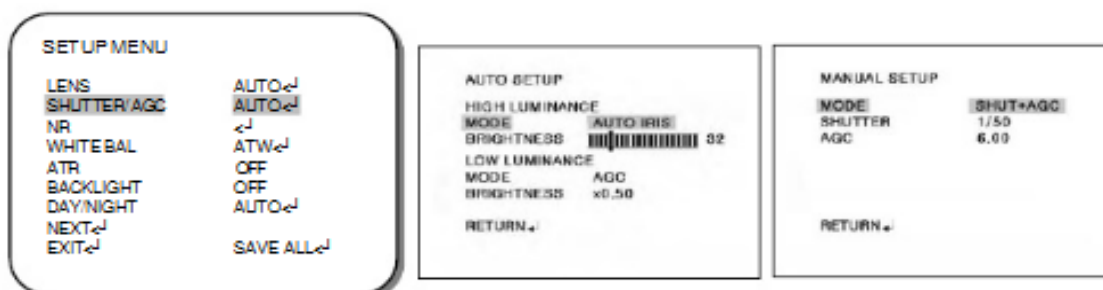 SETUP MENU
LENS AUTO↵
SHUTTER/AGC AUTO↵
NR ↵
WHITE BAL ATW↵
ATR OFF
BACKLIGHT OFF
DAY/NIGHT AUTO↵
NEXT↵
EXIT↵ SAVE ALL↵
AUTO SETUP
HIGH LUMINANCE
MODE AUTO IRIS
BRIGHTNESS 32
LOW LUMINANCE
MODE AGC
BRIGHTNESS x0.50
RETURN↵
MANUAL SETUP
MODE SHUT+AGC
SHUTTER 1/50
AGC 6.00
RETURN↵